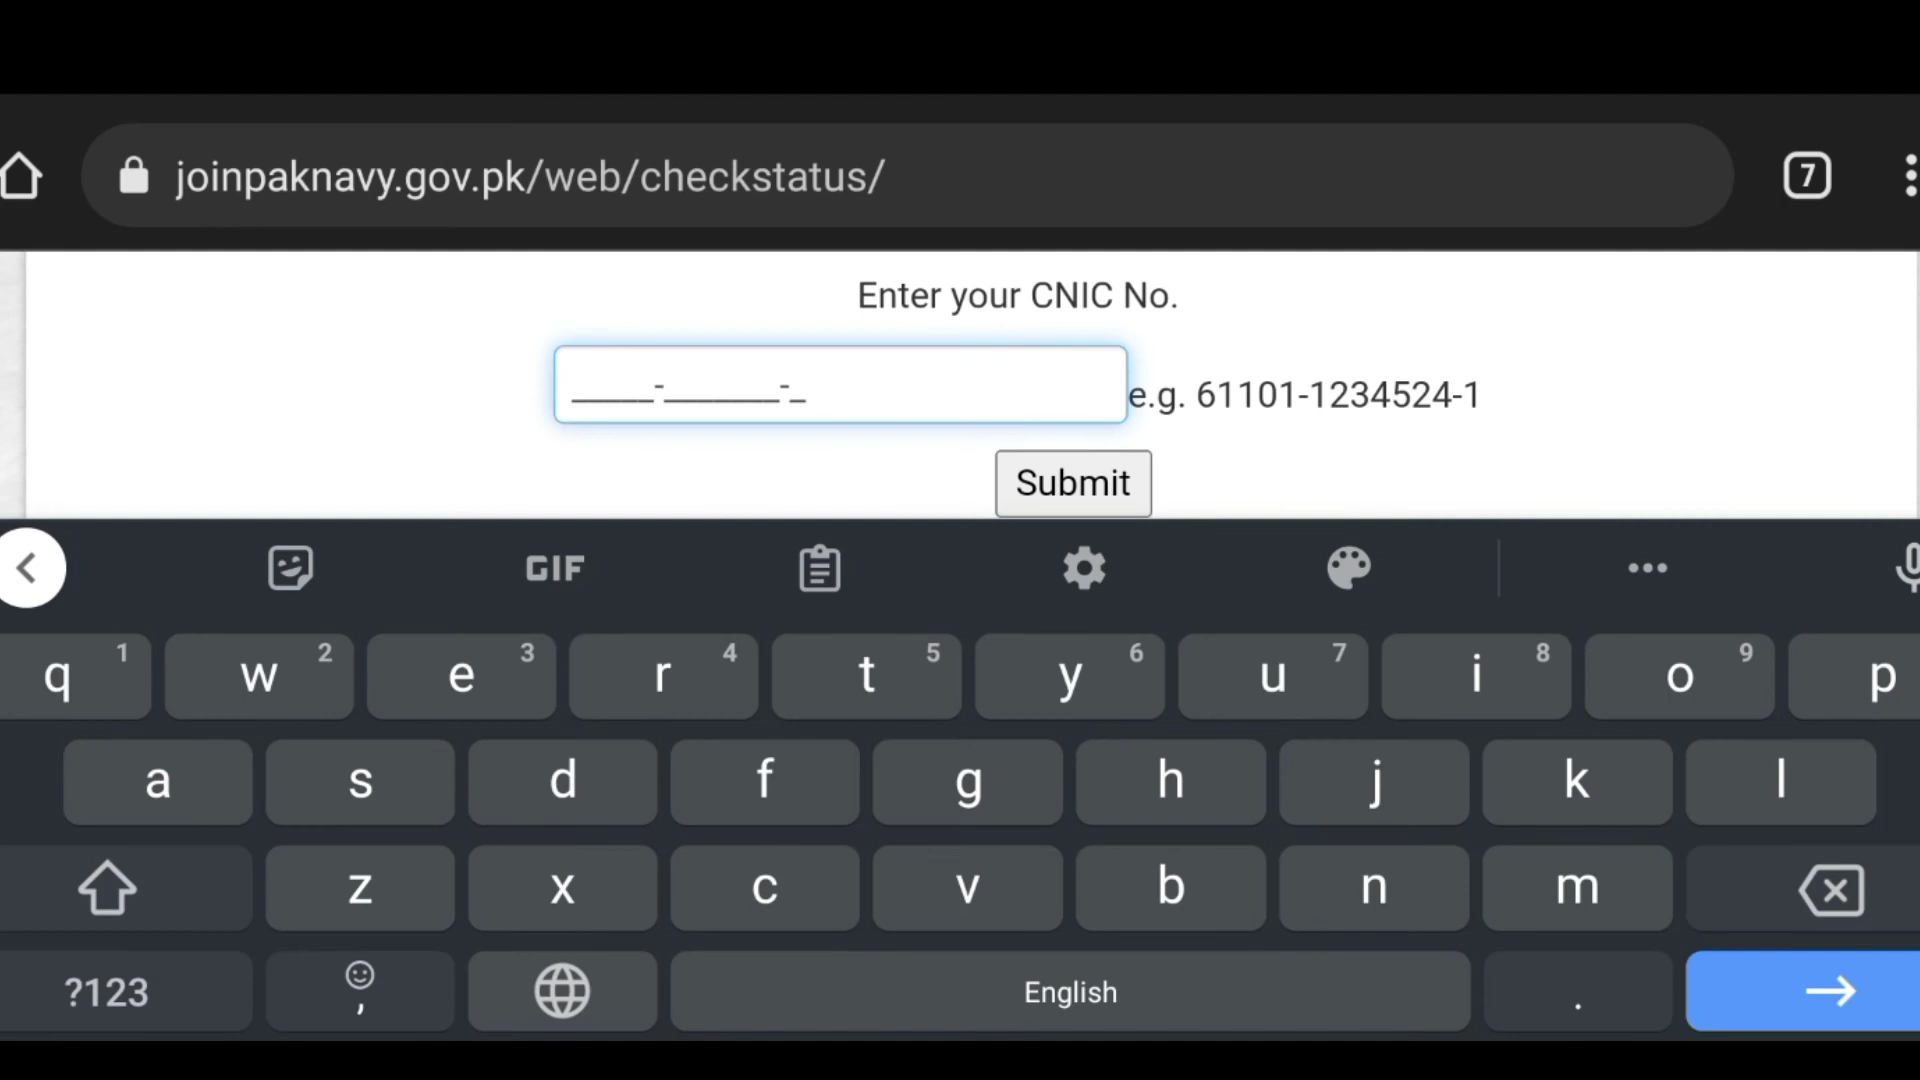 joinpaknavy.gov.pk/web/checkstatus/
7
Enter your CNIC No.
_____-_______-_
e.g. 61101-1234524-1
Submit
GIF
q 1 w 2 e 3 r 4 t 5 y 6 u 7 i 8 o 9 p
a s d f g h j k l
z x c v b n m
?123 , English .